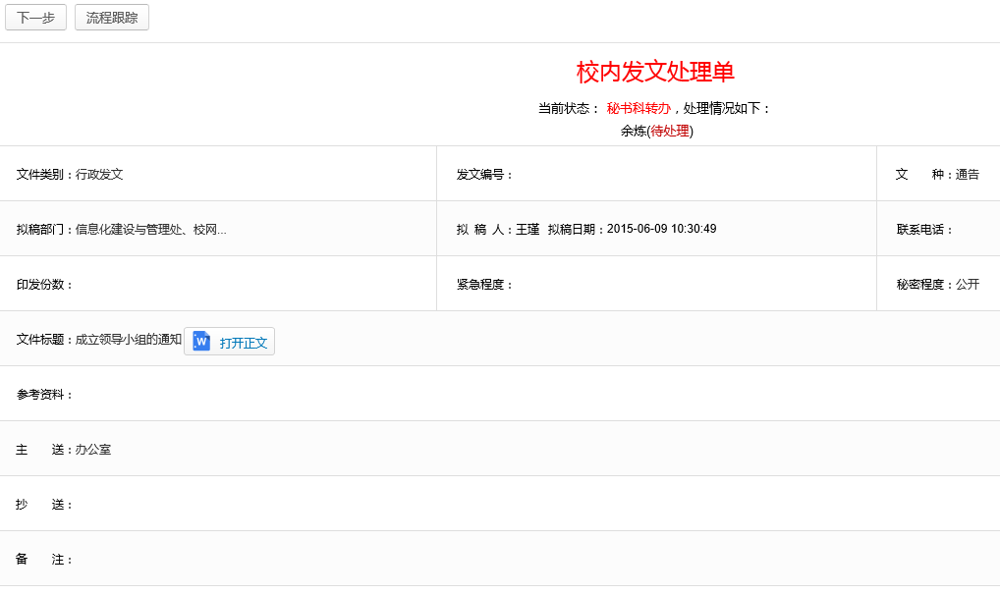 下一步 流程跟踪
校内发文处理单
当前状态： 秘书科转办，处理情况如下：
余炼(待处理)
文件类别：行政发文 发文编号： 文 种：通告
拟稿部门：信息化建设与管理处、校网... 拟 稿 人：王瑾 拟稿日期：2015-06-09 10:30:49 联系电话：
印发份数： 紧急程度： 秘密程度：公开
文件标题：成立领导小组的通知 W 打开正文
参考资料：
主 送：办公室
抄 送：
备 注：